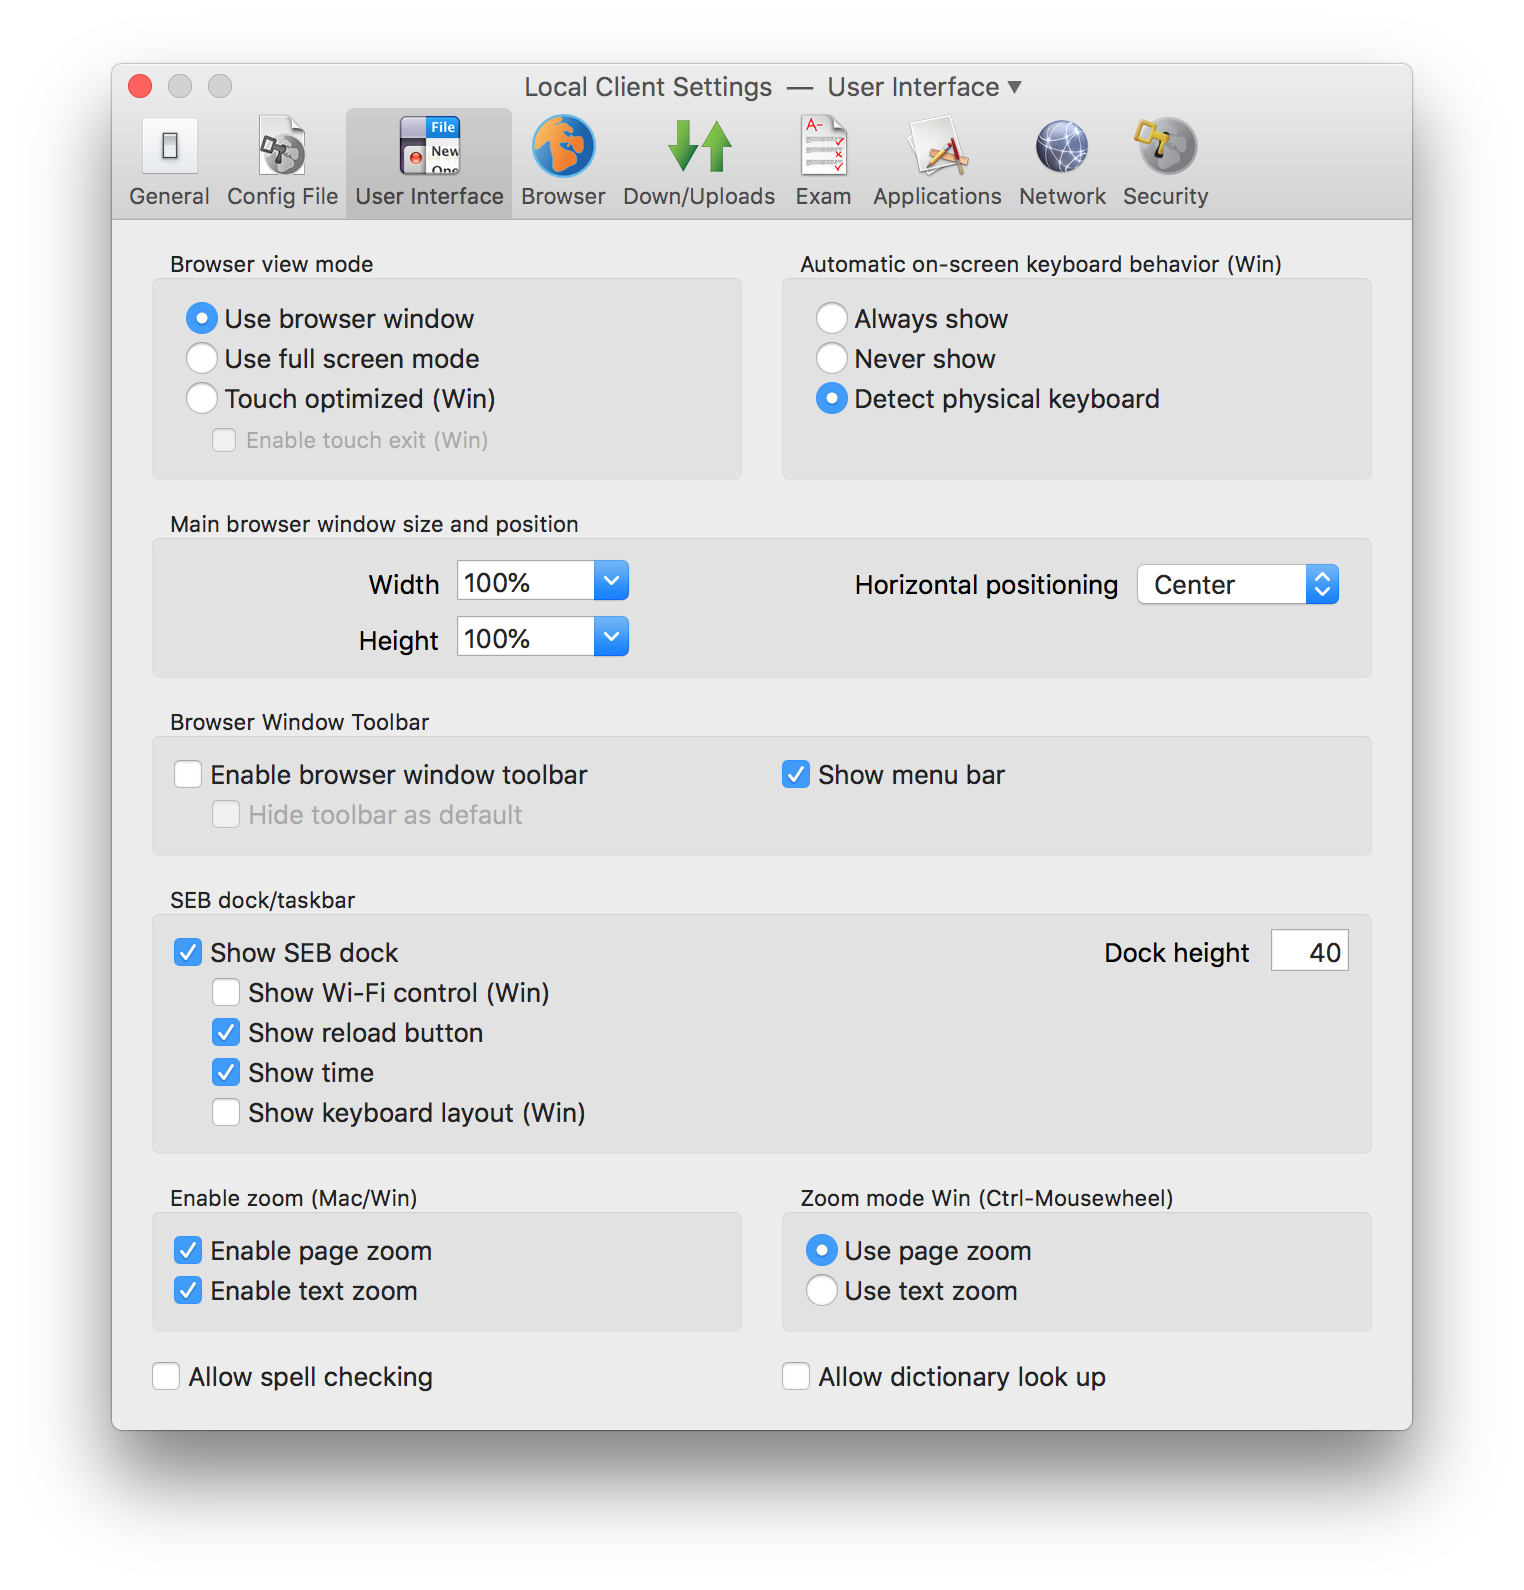 Local Client Settings — User Interface ▾
File
New
A-
General Config File User Interface Browser Down/Uploads Exam Applications Network Security
Browser view mode
Use browser window
Use full screen mode
Touch optimized (Win)
Enable touch exit (Win)
Automatic on-screen keyboard behavior (Win)
Always show
Never show
Detect physical keyboard
Main browser window size and position
Width 100%
Height 100%
Horizontal positioning Center
Browser Window Toolbar
Enable browser window toolbar
Hide toolbar as default
Show menu bar
SEB dock/taskbar
Show SEB dock
Dock height 40
Show Wi-Fi control (Win)
Show reload button
Show time
Show keyboard layout (Win)
Enable zoom (Mac/Win)
Enable page zoom
Enable text zoom
Zoom mode Win (Ctrl-Mousewheel)
Use page zoom
Use text zoom
Allow spell checking
Allow dictionary look up